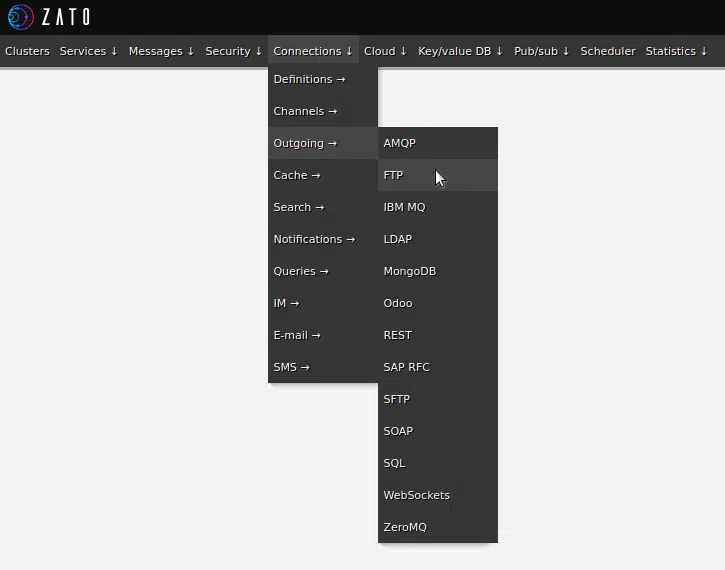 ZATO
Clusters Services ↓ Messages ↓ Security ↓ Connections ↓ Cloud ↓ Key/value DB ↓ Pub/sub ↓ Scheduler Statistics ↓
Definitions →
Channels →
Outgoing →
Cache →
Search →
Notifications →
Queries →
IM →
E-mail →
SMS →
AMQP
FTP
IBM MQ
LDAP
MongoDB
Odoo
REST
SAP RFC
SFTP
SOAP
SQL
WebSockets
ZeroMQ